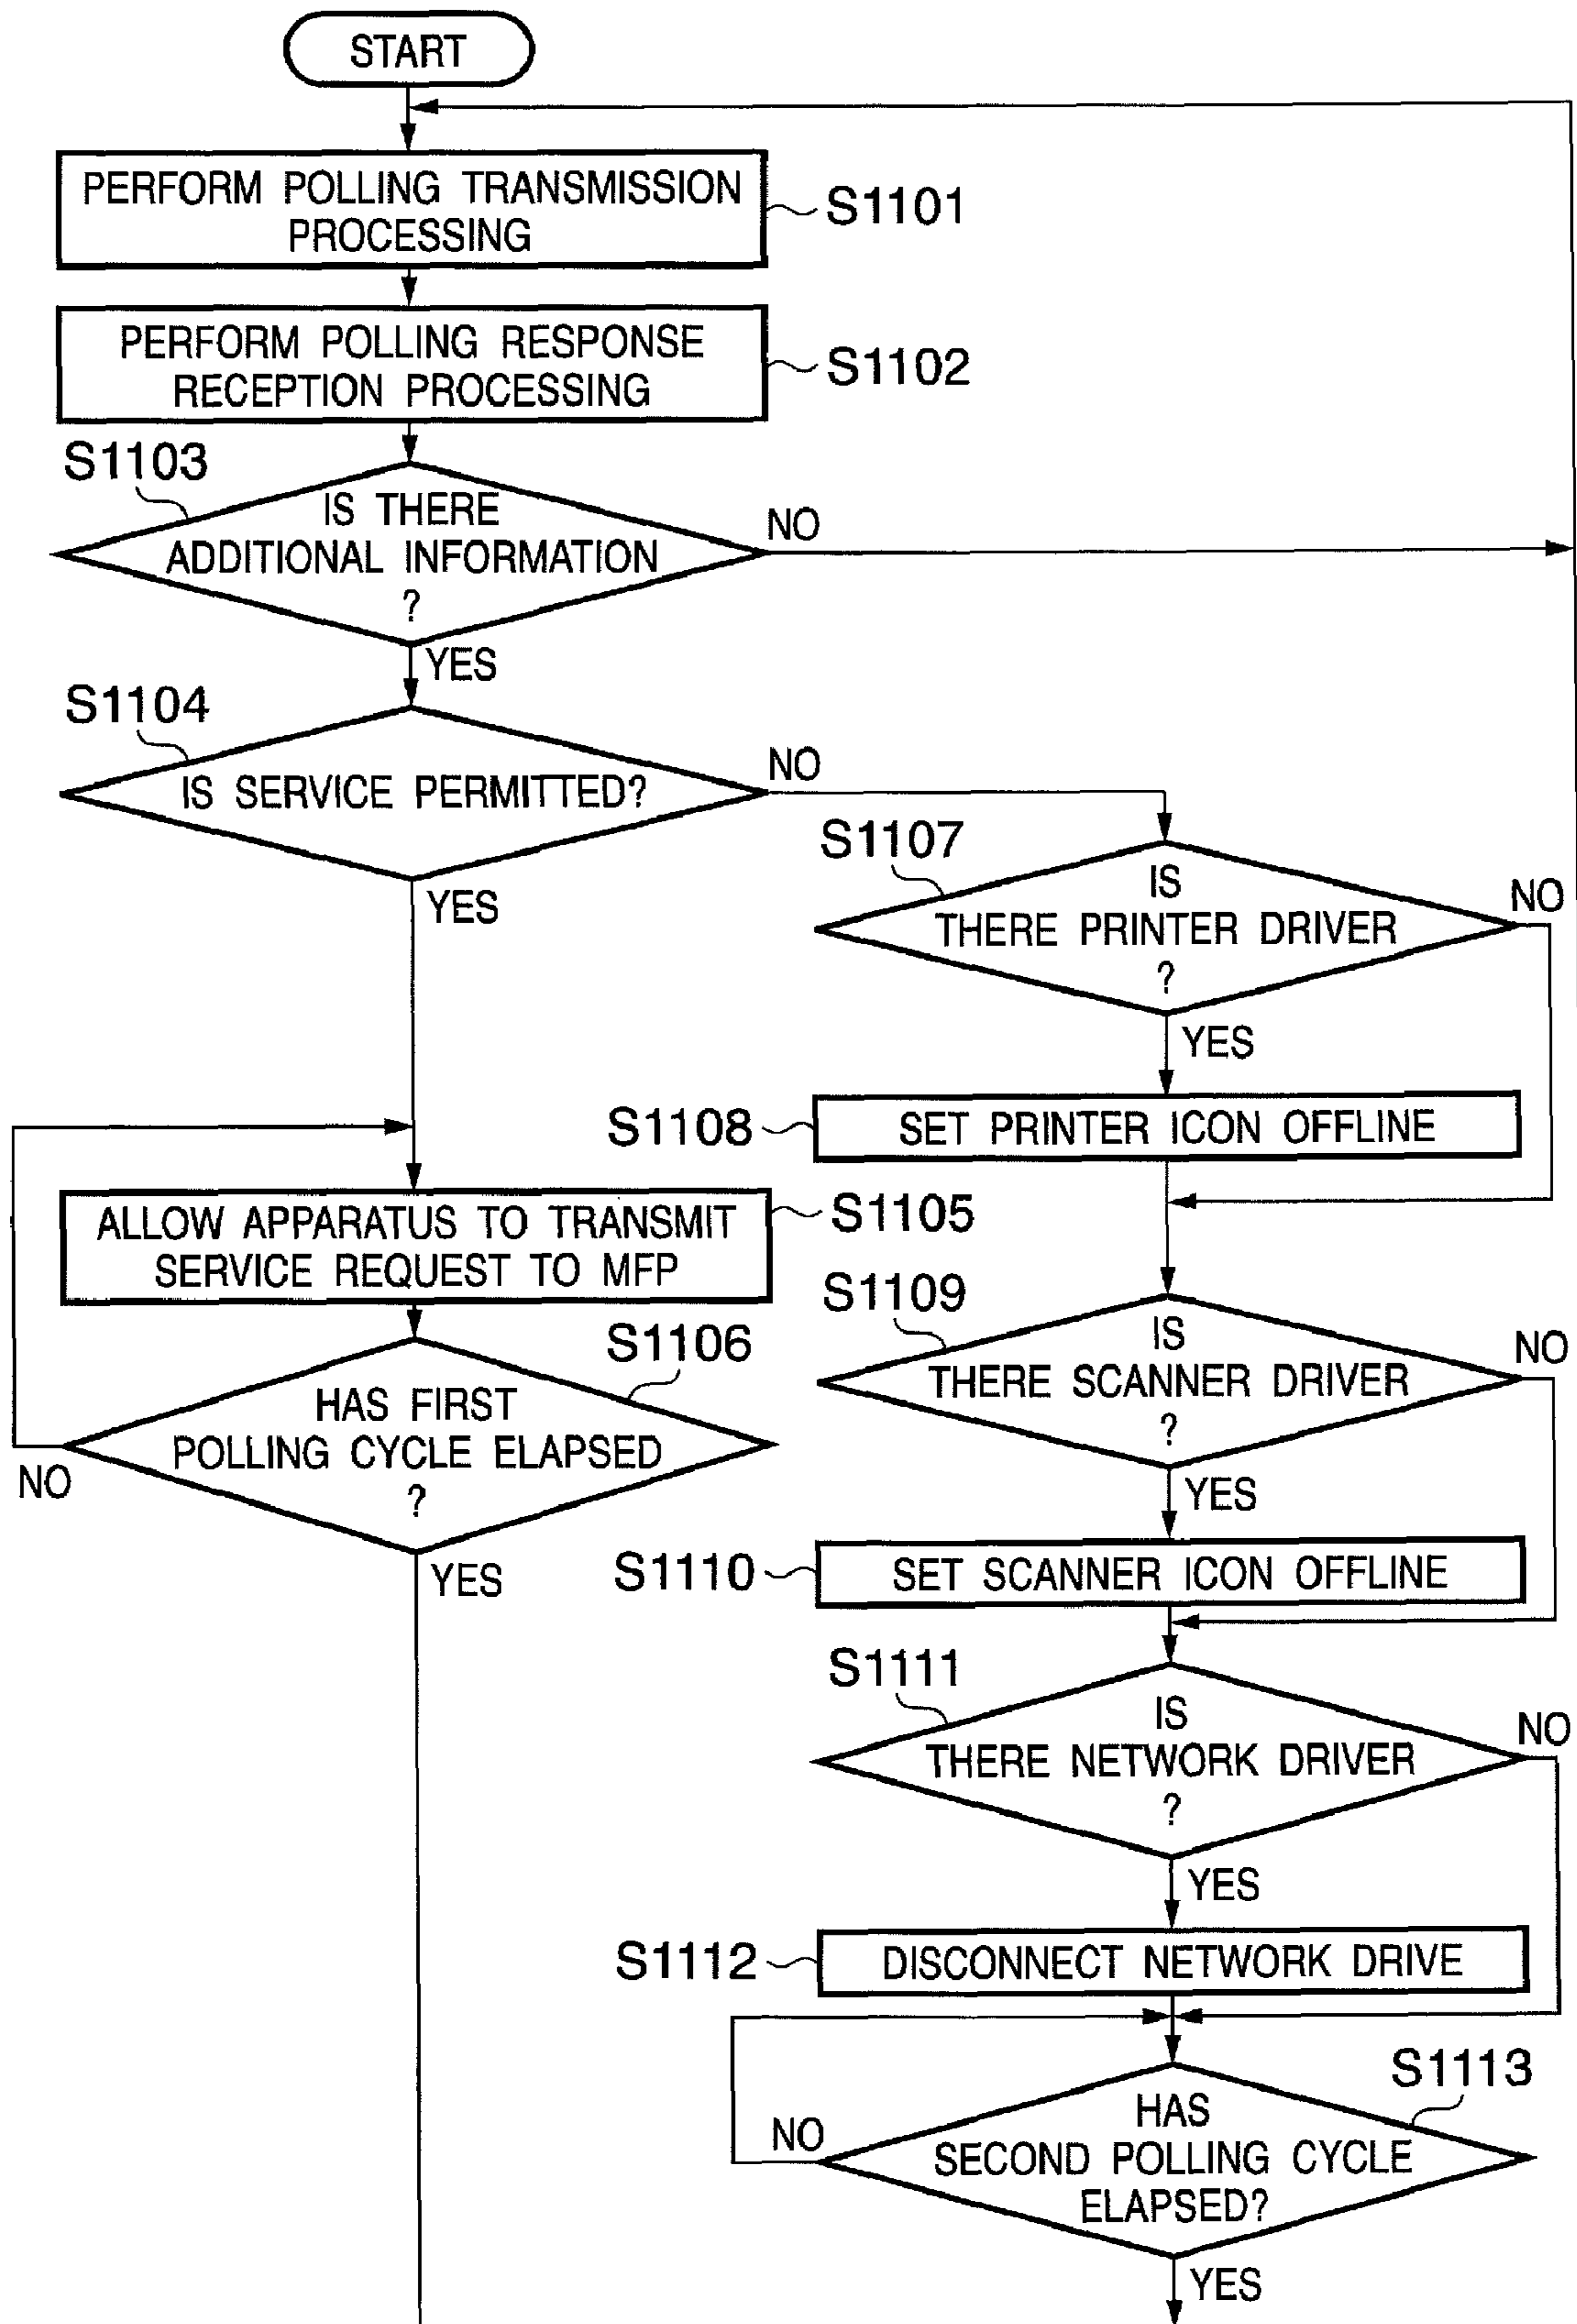 START
PERFORM POLLING TRANSMISSION
PROCESSING
S1101
PERFORM POLLING RESPONSE
RECEPTION PROCESSING
S1102
S1103
IS THERE
ADDITIONAL INFORMATION
?
NO
YES
S1104
IS SERVICE PERMITTED?
NO
YES
S1107
IS
THERE PRINTER DRIVER
?
NO
YES
S1108
SET PRINTER ICON OFFLINE
ALLOW APPARATUS TO TRANSMIT
SERVICE REQUEST TO MFP
S1105
S1106
HAS FIRST
POLLING CYCLE ELAPSED
?
NO
YES
S1109
IS
THERE SCANNER DRIVER
?
NO
YES
S1110
SET SCANNER ICON OFFLINE
S1111
IS
THERE NETWORK DRIVER
?
NO
YES
S1112
DISCONNECT NETWORK DRIVE
S1113
HAS
SECOND POLLING CYCLE
ELAPSED?
NO
YES